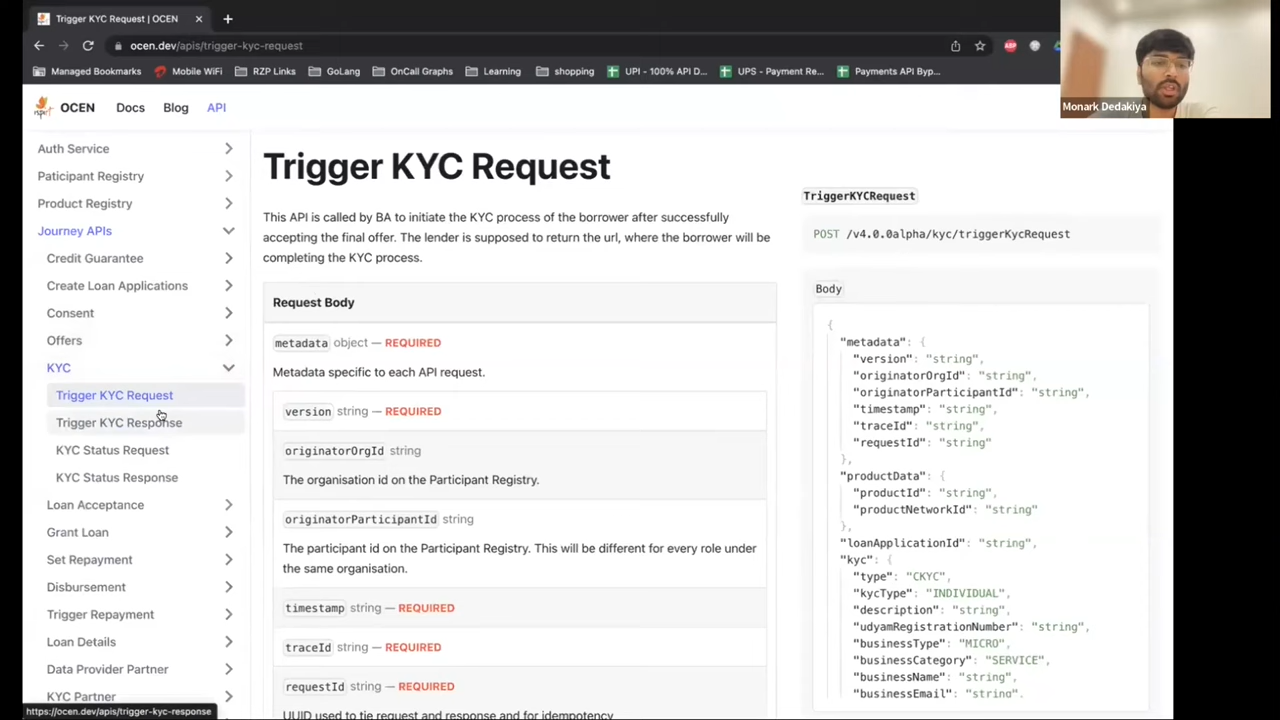 Trigger KYC Request | OCEN
ocen.dev/apis/trigger-kyc-request
Managed Bookmarks
Mobile WiFi
RZP Links
GoLang
OnCall Graphs
Learning
shopping
UPI - 100% API D...
UPS - Payment Re...
Payments API Byp...
Monark Dedakiya
OCEN
Docs
Blog
API
Auth Service
Paticipant Registry
Product Registry
Journey APIs
Credit Guarantee
Create Loan Applications
Consent
Offers
KYC
Trigger KYC Request
Trigger KYC Response
KYC Status Request
KYC Status Response
Loan Acceptance
Grant Loan
Set Repayment
Disbursement
Trigger Repayment
Loan Details
Data Provider Partner
KYC Partner
https://ocen.dev/apis/trigger-kyc-response
Trigger KYC Request
This API is called by BA to initiate the KYC process of the borrower after successfully
accepting the final offer. The lender is supposed to return the url, where the borrower will be
completing the KYC process.
Request Body
metadata object — REQUIRED
Metadata specific to each API request.
version string — REQUIRED
originatorOrgId string
The organisation id on the Participant Registry.
originatorParticipantId string
The participant id on the Participant Registry. This will be different for every role under
the same organisation.
timestamp string — REQUIRED
traceId string — REQUIRED
requestId string — REQUIRED
UUID used to tie request and response and for idempotency
TriggerKYCRequest
POST /v4.0.0alpha/kyc/triggerKycRequest
Body
{
"metadata": {
"version": "string",
"originatorOrgId": "string",
"originatorParticipantId": "string",
"timestamp": "string",
"traceId": "string",
"requestId": "string"
},
"productData": {
"productId": "string",
"productNetworkId": "string"
},
"loanApplicationId": "string",
"kyc": {
"type": "CKYC",
"kycType": "INDIVIDUAL",
"description": "string",
"udyamRegistrationNumber": "string",
"businessType": "MICRO",
"businessCategory": "SERVICE",
"businessName": "string",
"businessEmail": "string",